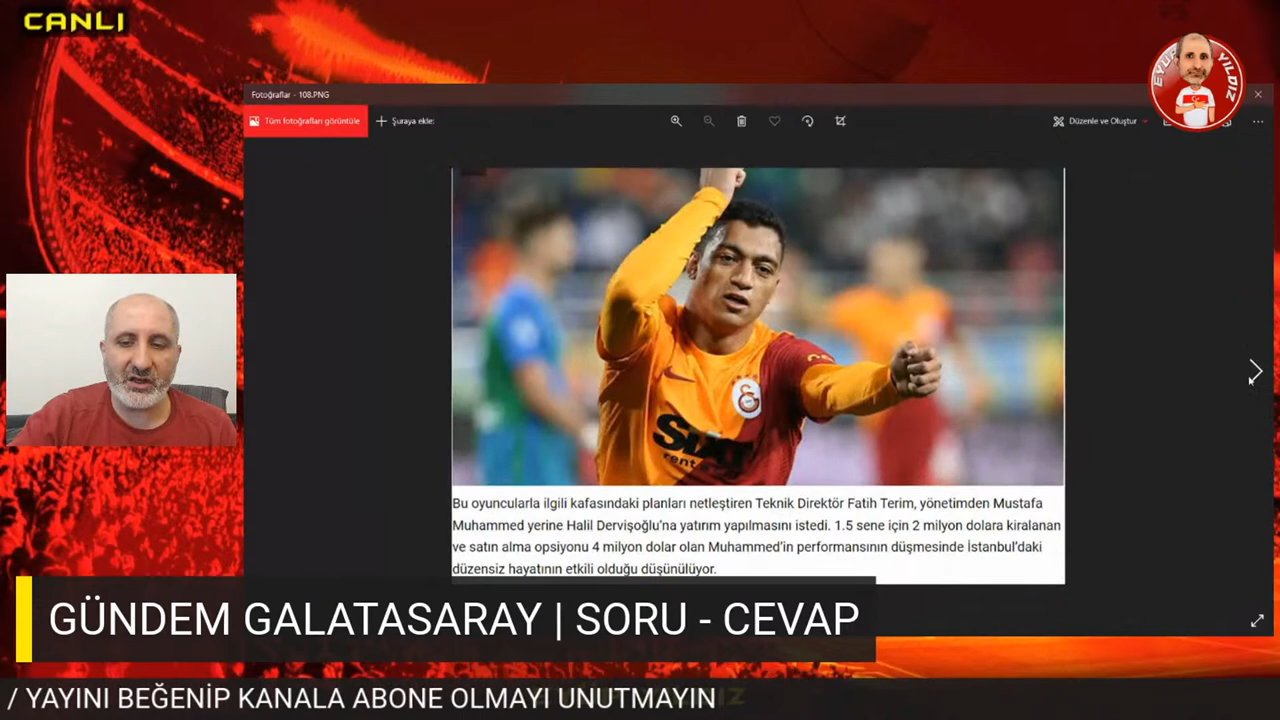 CANLI
EYUP YILDIZ
Fotoğraflar - 108.PNG
Tüm fotoğrafları görüntüle
Şuraya ekle:
Düzenle ve Oluştur
SIXT
rent
Bu oyuncularla ilgili kafasındaki planları netleştiren Teknik Direktör Fatih Terim, yönetimden Mustafa
Muhammed yerine Halil Dervişoğlu'na yatırım yapılmasını istedi. 1.5 sene için 2 milyon dolara kiralanan
ve satın alma opsiyonu 4 milyon dolar olan Muhammed'in performansının düşmesinde İstanbul'daki
düzensiz hayatının etkili olduğu düşünülüyor.
GÜNDEM GALATASARAY | SORU - CEVAP
/ YAYINI BEĞENİP KANALA ABONE OLMAYI UNUTMAYIN